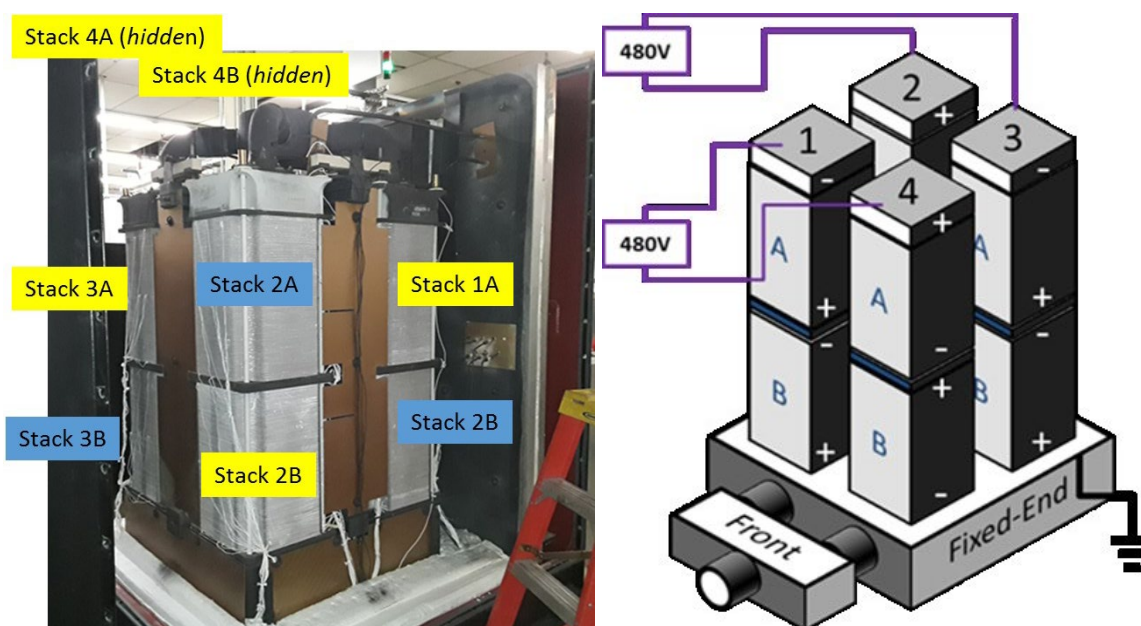 Stack 4A (hidden)
Stack 4B (hidden)
Stack 3A
Stack 2A
Stack 1A
Stack 3B
Stack 2B
Stack 2B
480V
480V
2
+
1
-
3
-
4
+
A
A
A
+
-
+
-
-
+
B
B
B
+
-
+
Front
Fixed-End